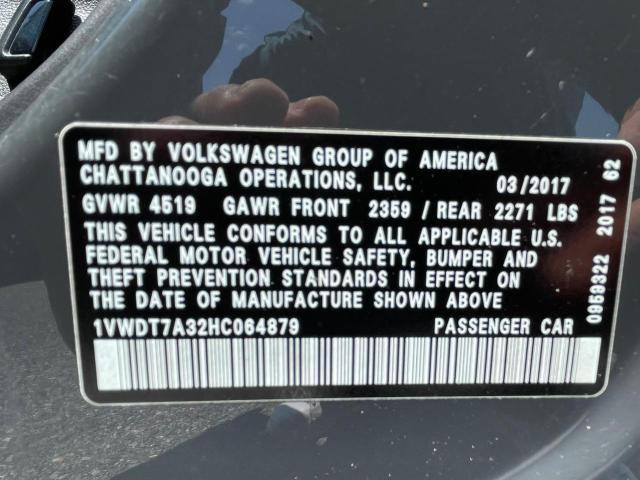 MFD BY VOLKSWAGEN GROUP OF AMERICA
CHATTANOOGA OPERATIONS, LLC. 03/2017
GVWR 4519 GAWR FRONT 2359 / REAR 2271 LBS
THIS VEHICLE CONFORMS TO ALL APPLICABLE U.S.
FEDERAL MOTOR VEHICLE SAFETY, BUMPER AND
THEFT PREVENTION STANDARDS IN EFFECT ON
THE DATE OF MANUFACTURE SHOWN ABOVE
1VWDT7A32HC064879 PASSENGER CAR
0959322 2017 62